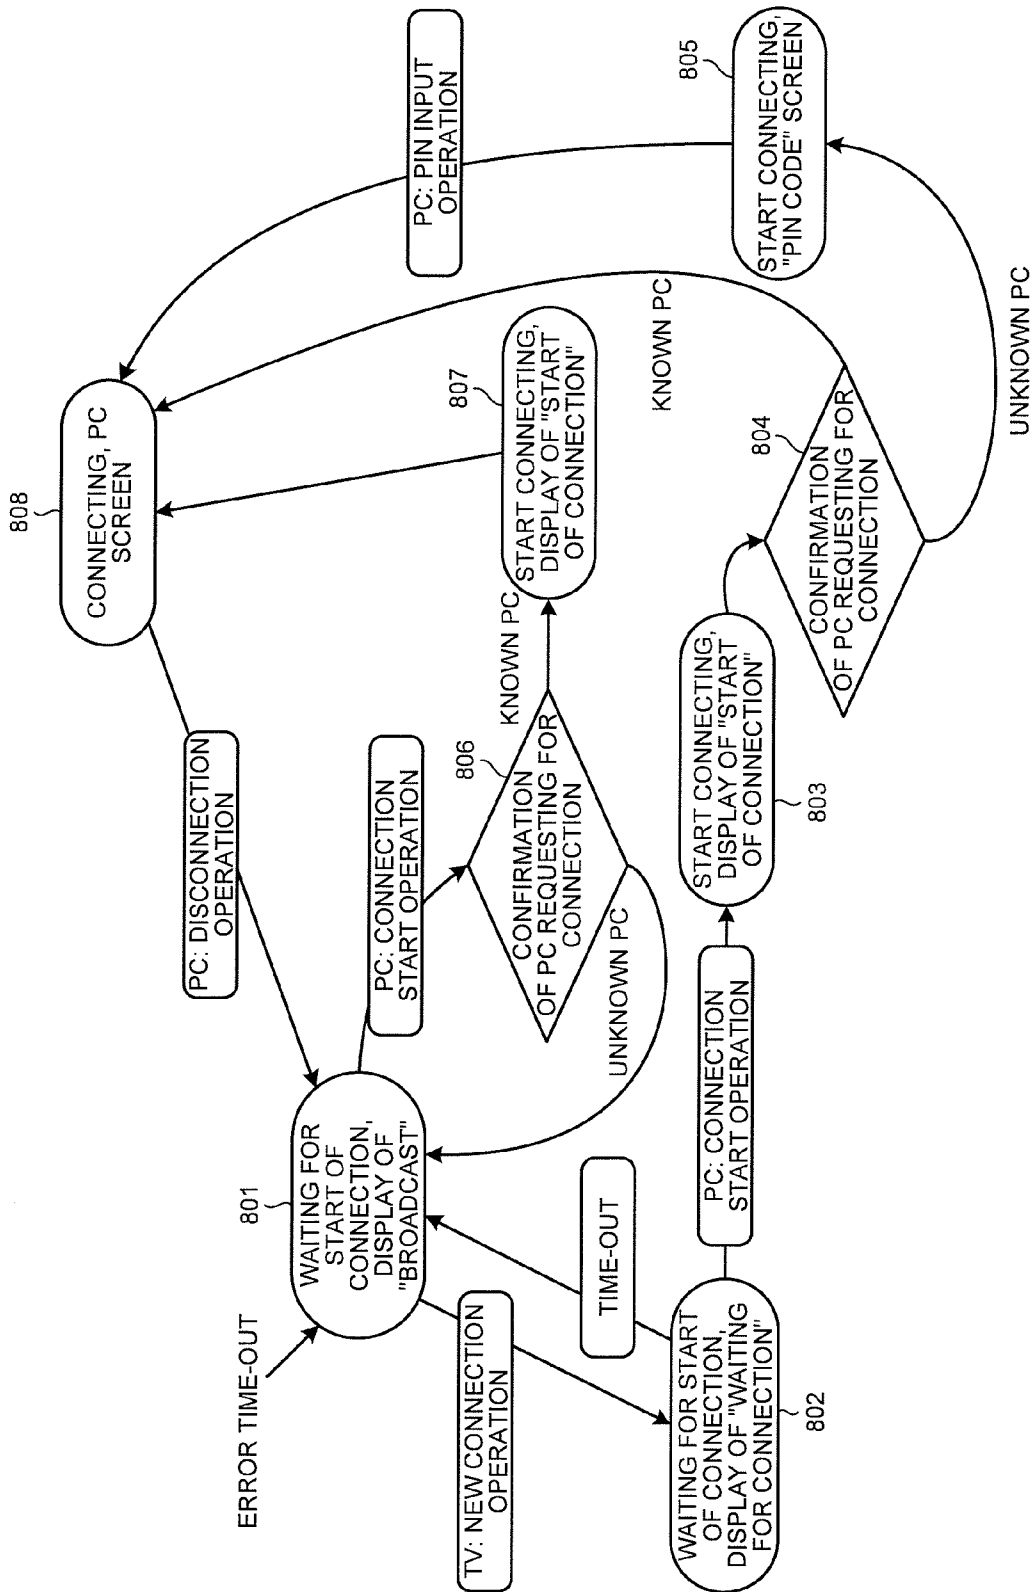 ERROR TIME-OUT
801
WAITING FOR
START OF
CONNECTION,
DISPLAY OF
"BROADCAST"
PC: DISCONNECTION
OPERATION
808
CONNECTING, PC
SCREEN
PC: PIN INPUT
OPERATION
805
START CONNECTING,
"PIN CODE" SCREEN
TV: NEW CONNECTION
OPERATION
TIME-OUT
PC: CONNECTION
START OPERATION
806
CONFIRMATION
OF PC REQUESTING FOR
CONNECTION
KNOWN PC
UNKNOWN PC
807
START CONNECTING,
DISPLAY OF "START
OF CONNECTION"
KNOWN PC
WAITING FOR START
OF CONNECTION,
DISPLAY OF "WAITING
FOR CONNECTION"
802
PC: CONNECTION
START OPERATION
START CONNECTING,
DISPLAY OF "START
OF CONNECTION"
803
804
CONFIRMATION
OF PC REQUESTING FOR
CONNECTION
UNKNOWN PC